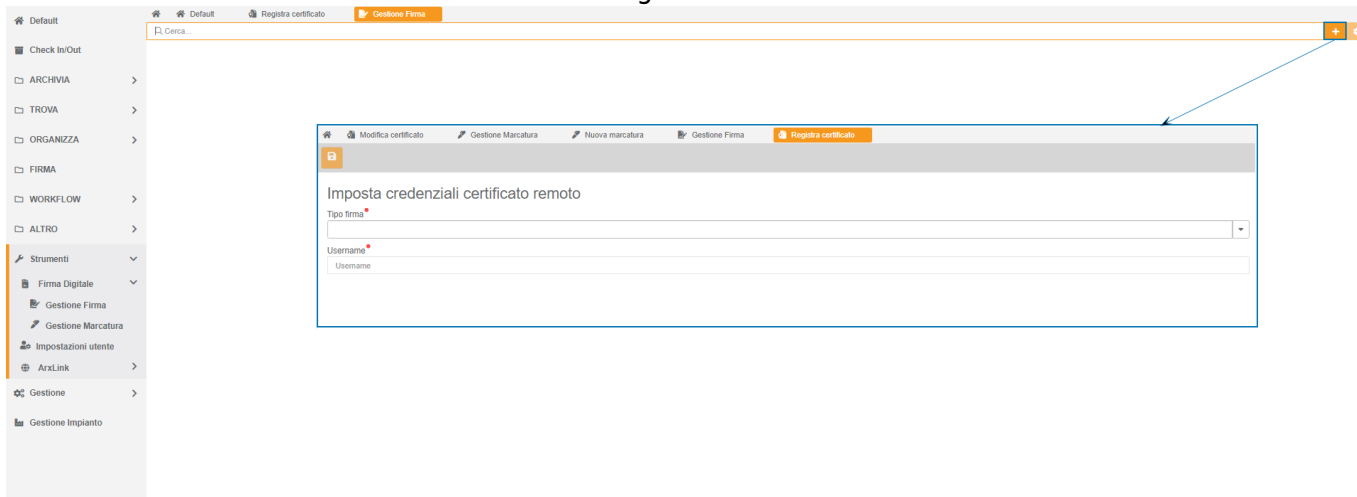 Default
Check In/Out
ARCHIVIA
TROVA
ORGANIZZA
FIRMA
WORKFLOW
ALTRO
Strumenti
Firma Digitale
Gestione Firma
Gestione Marcatura
Impostazioni utente
ArxLink
Gestione
Gestione Impianto
Default Registra certificato Gestione Firma
Cerca...
Modifica certificato Gestione Marcatura Nuova marcatura Gestione Firma Registra certificato
Imposta credenziali certificato remoto
Tipo firma
Username
Username